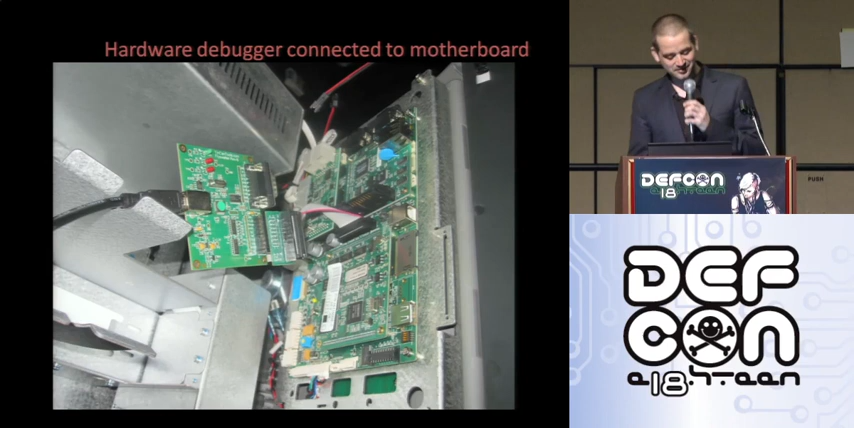 Hardware debugger connected to motherboard
DEFCON
18
PUSH
DEF
CON
18